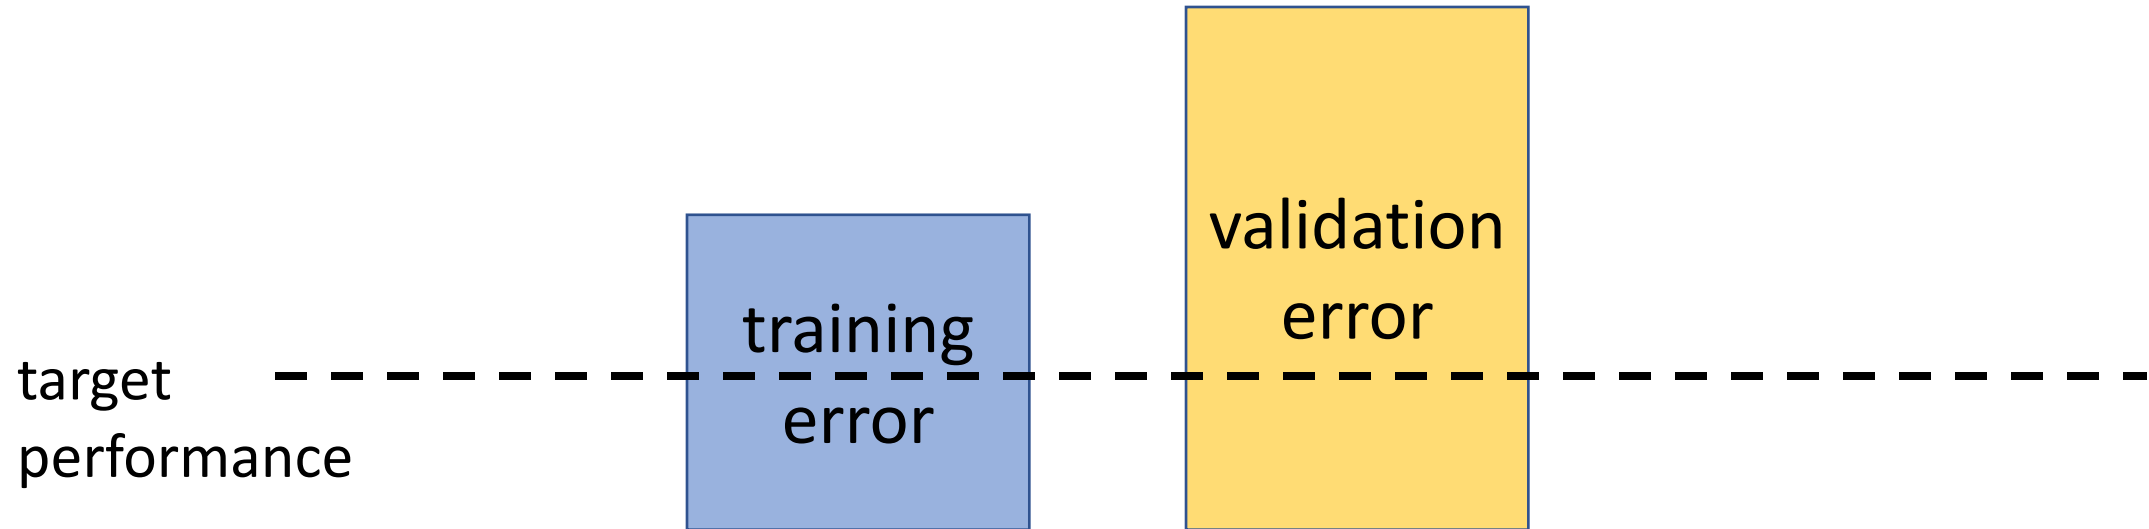 target
performance
training
error
validation
error